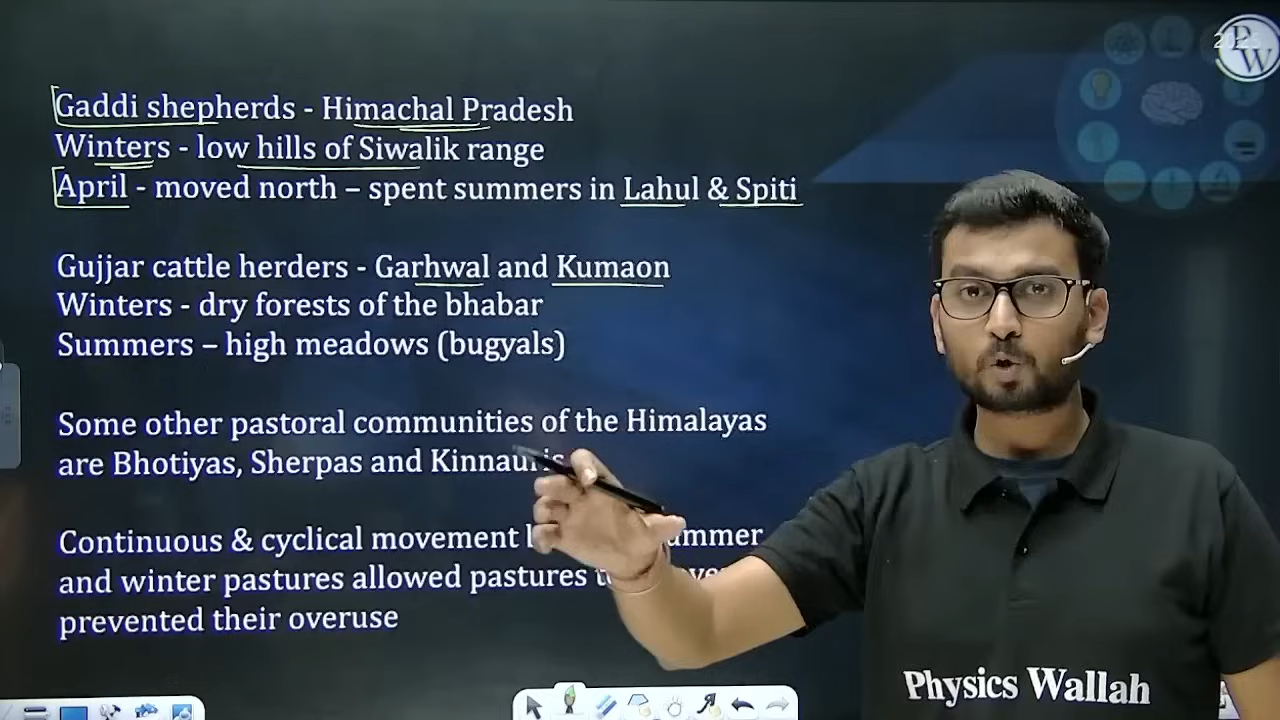 Gaddi shepherds - Himachal Pradesh
Winters - low hills of Siwalik range
April - moved north – spent summers in Lahul & Spiti
Gujjar cattle herders - Garhwal and Kumaon
Winters - dry forests of the bhabar
Summers – high meadows (bugyals)
Some other pastoral communities of the Himalayas
are Bhotiyas, Sherpas and Kinnauris
Continuous & cyclical movement
and winter pastures allowed pastures
prevented their overuse
PW
Physics Wallah